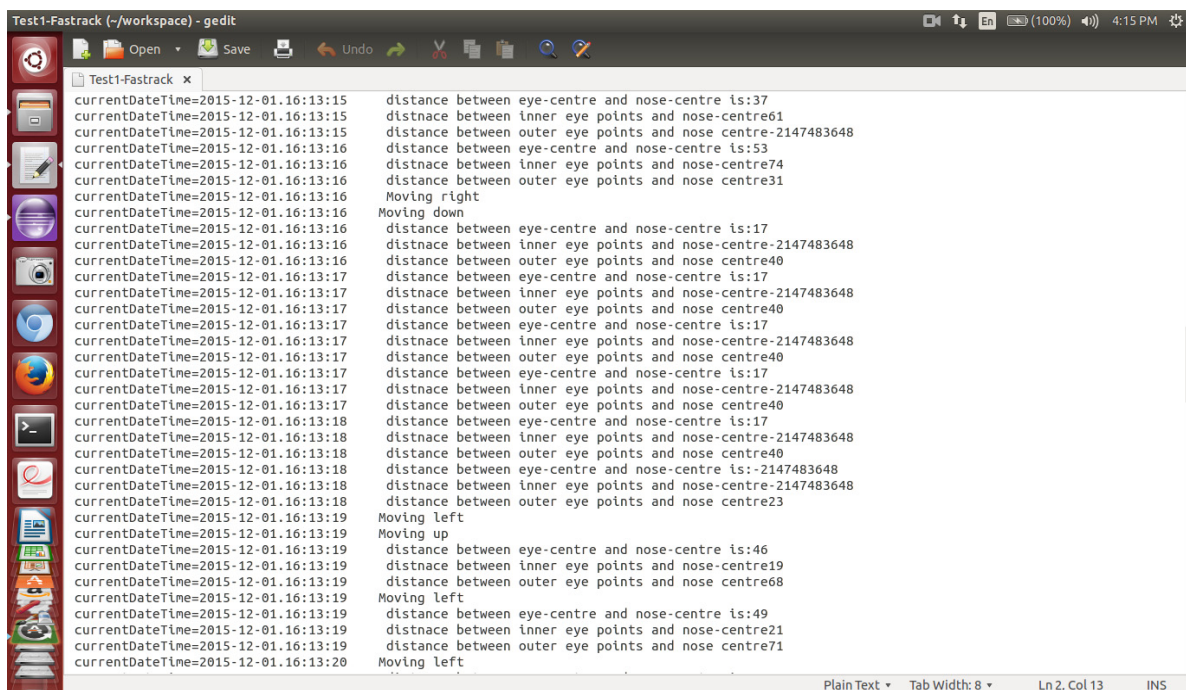 Test1-Fastrack (~/workspace) - gedit En (100%) 4:15 PM
Open Save Undo
Test1-Fastrack ×
currentDateTime=2015-12-01.16:13:15 distance between eye-centre and nose-centre is:37
currentDateTime=2015-12-01.16:13:15 distnace between inner eye points and nose-centre61
currentDateTime=2015-12-01.16:13:15 distance between outer eye points and nose centre-2147483648
currentDateTime=2015-12-01.16:13:16 distance between eye-centre and nose-centre is:53
currentDateTime=2015-12-01.16:13:16 distnace between inner eye points and nose-centre74
currentDateTime=2015-12-01.16:13:16 distance between outer eye points and nose centre31
currentDateTime=2015-12-01.16:13:16 Moving right
currentDateTime=2015-12-01.16:13:16 Moving down
currentDateTime=2015-12-01.16:13:16 distance between eye-centre and nose-centre is:17
currentDateTime=2015-12-01.16:13:16 distnace between inner eye points and nose-centre-2147483648
currentDateTime=2015-12-01.16:13:16 distance between outer eye points and nose centre40
currentDateTime=2015-12-01.16:13:17 distance between eye-centre and nose-centre is:17
currentDateTime=2015-12-01.16:13:17 distnace between inner eye points and nose-centre-2147483648
currentDateTime=2015-12-01.16:13:17 distance between outer eye points and nose centre40
currentDateTime=2015-12-01.16:13:17 distance between eye-centre and nose-centre is:17
currentDateTime=2015-12-01.16:13:17 distnace between inner eye points and nose-centre-2147483648
currentDateTime=2015-12-01.16:13:17 distance between outer eye points and nose centre40
currentDateTime=2015-12-01.16:13:17 distance between eye-centre and nose-centre is:17
currentDateTime=2015-12-01.16:13:17 distnace between inner eye points and nose-centre-2147483648
currentDateTime=2015-12-01.16:13:17 distance between outer eye points and nose centre40
currentDateTime=2015-12-01.16:13:18 distance between eye-centre and nose-centre is:17
currentDateTime=2015-12-01.16:13:18 distnace between inner eye points and nose-centre-2147483648
currentDateTime=2015-12-01.16:13:18 distance between outer eye points and nose centre40
currentDateTime=2015-12-01.16:13:18 distance between eye-centre and nose-centre is:-2147483648
currentDateTime=2015-12-01.16:13:18 distnace between inner eye points and nose-centre-2147483648
currentDateTime=2015-12-01.16:13:18 distance between outer eye points and nose centre23
currentDateTime=2015-12-01.16:13:19 Moving left
currentDateTime=2015-12-01.16:13:19 Moving up
currentDateTime=2015-12-01.16:13:19 distance between eye-centre and nose-centre is:46
currentDateTime=2015-12-01.16:13:19 distnace between inner eye points and nose-centre19
currentDateTime=2015-12-01.16:13:19 distance between outer eye points and nose centre68
currentDateTime=2015-12-01.16:13:19 Moving left
currentDateTime=2015-12-01.16:13:19 distance between eye-centre and nose-centre is:49
currentDateTime=2015-12-01.16:13:19 distnace between inner eye points and nose-centre21
currentDateTime=2015-12-01.16:13:19 distance between outer eye points and nose centre71
currentDateTime=2015-12-01.16:13:20 Moving left
Plain Text Tab Width: 8 Ln 2, Col 13 INS